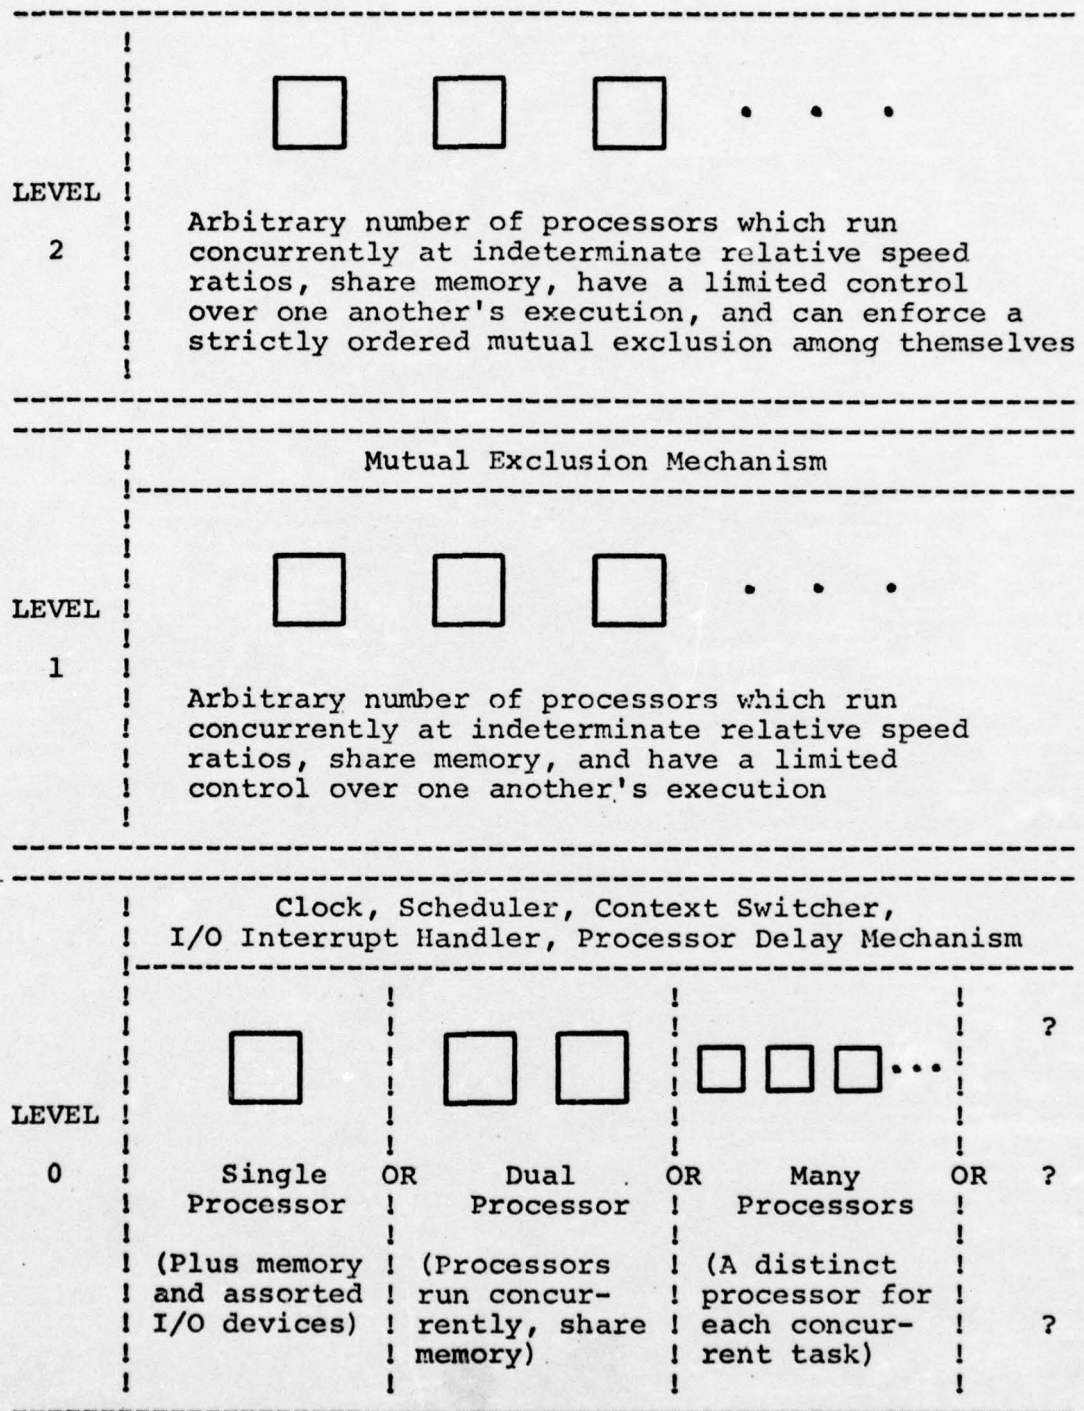 LEVEL
2
Arbitrary number of processors which run
concurrently at indeterminate relative speed
ratios, share memory, have a limited control
over one another's execution, and can enforce a
strictly ordered mutual exclusion among themselves
Mutual Exclusion Mechanism
LEVEL
1
Arbitrary number of processors which run
concurrently at indeterminate relative speed
ratios, share memory, and have a limited
control over one another's execution
Clock, Scheduler, Context Switcher,
I/O Interrupt Handler, Processor Delay Mechanism
?
LEVEL
0
Single OR Dual OR Many OR ?
Processor Processor Processors
(Plus memory (Processors (A distinct
and assorted run concur- processor for
I/O devices) rently, share each concur- ?
memory) rent task)